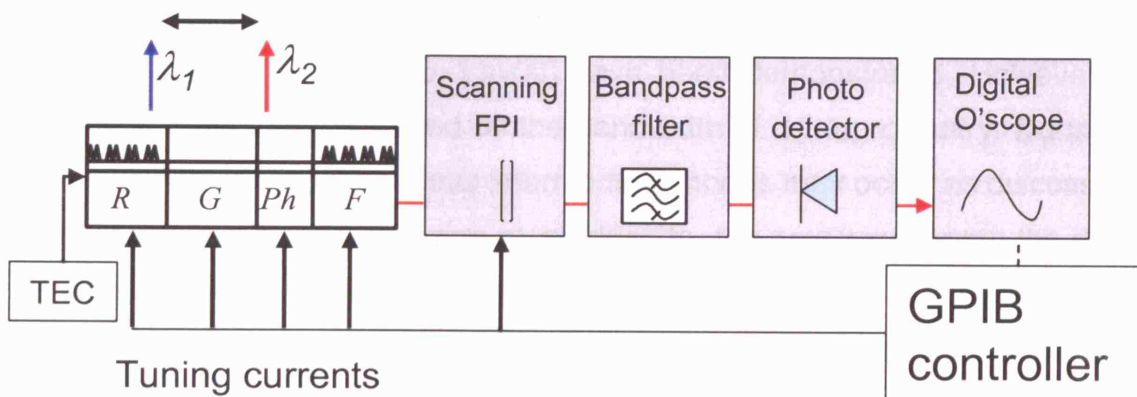 λ1
λ2
Scanning
FPI
Bandpass
filter
Photo
detector
Digital
O'scope
R
G
Ph
F
TEC
GPIB
controller
Tuning currents